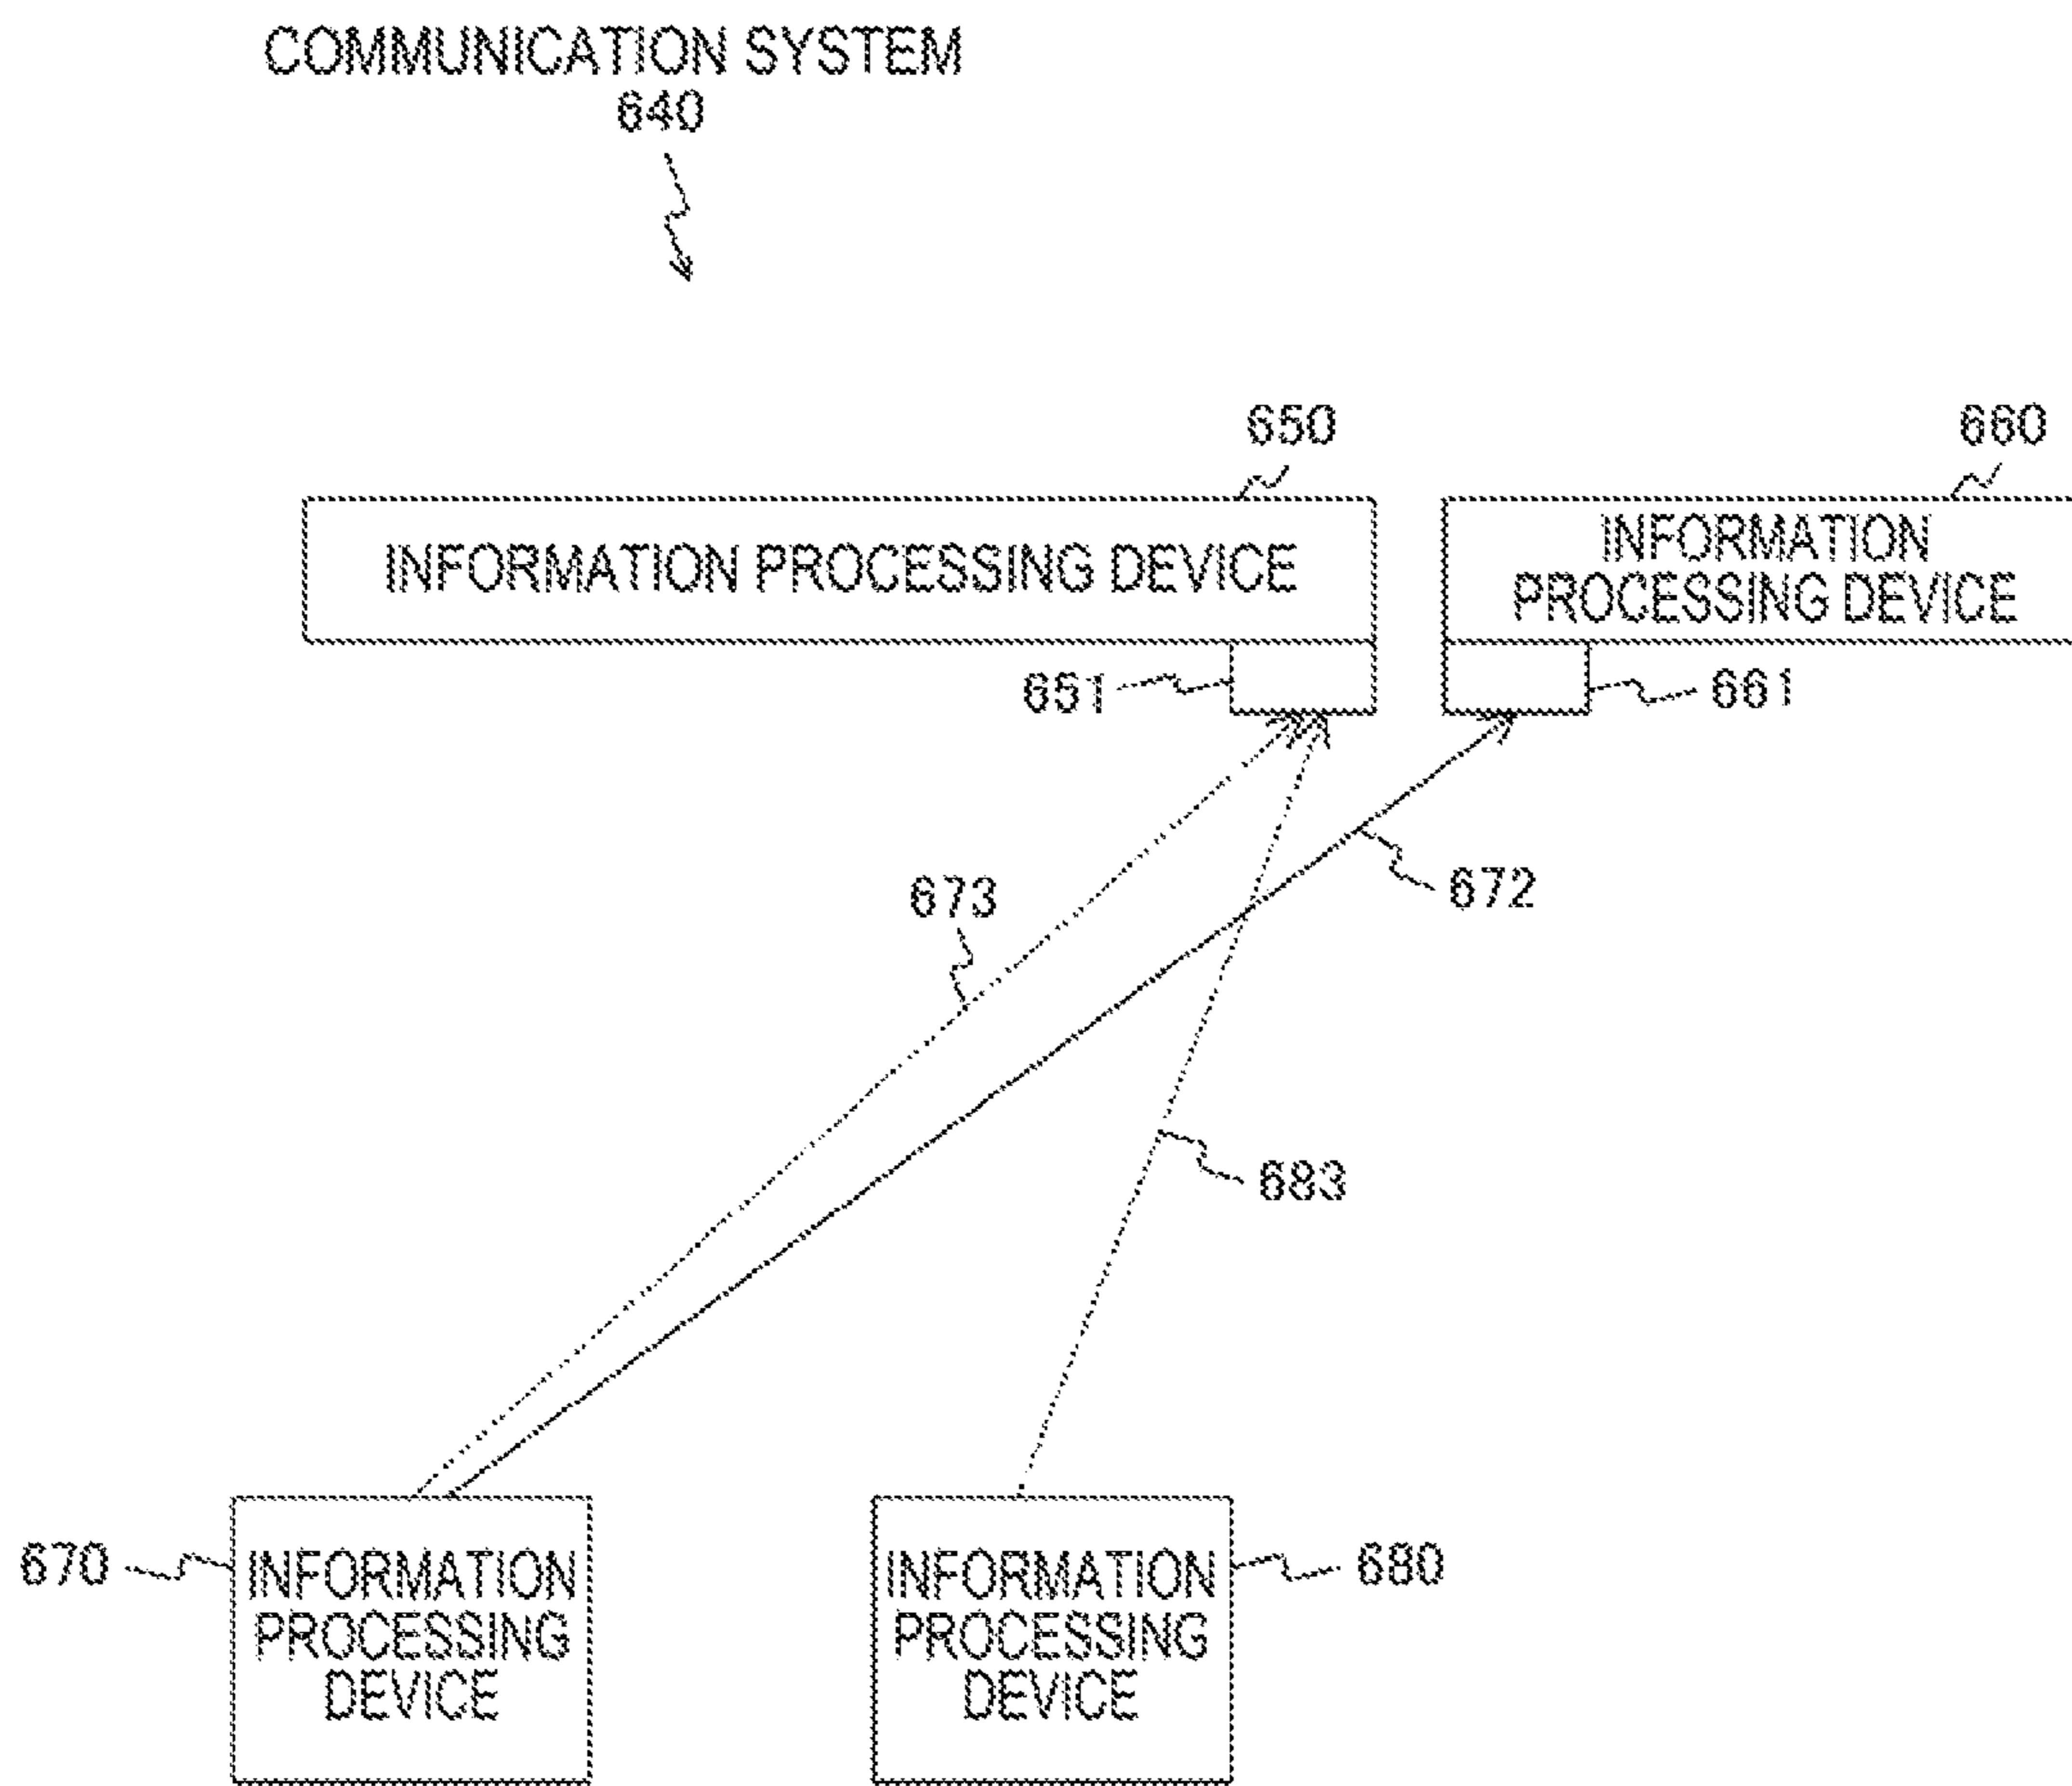 COMMUNICATION SYSTEM
640
650
660
INFORMATION PROCESSING DEVICE
INFORMATION
PROCESSING DEVICE
651
661
673
672
683
670
INFORMATION
PROCESSING
DEVICE
INFORMATION
PROCESSING
DEVICE
680